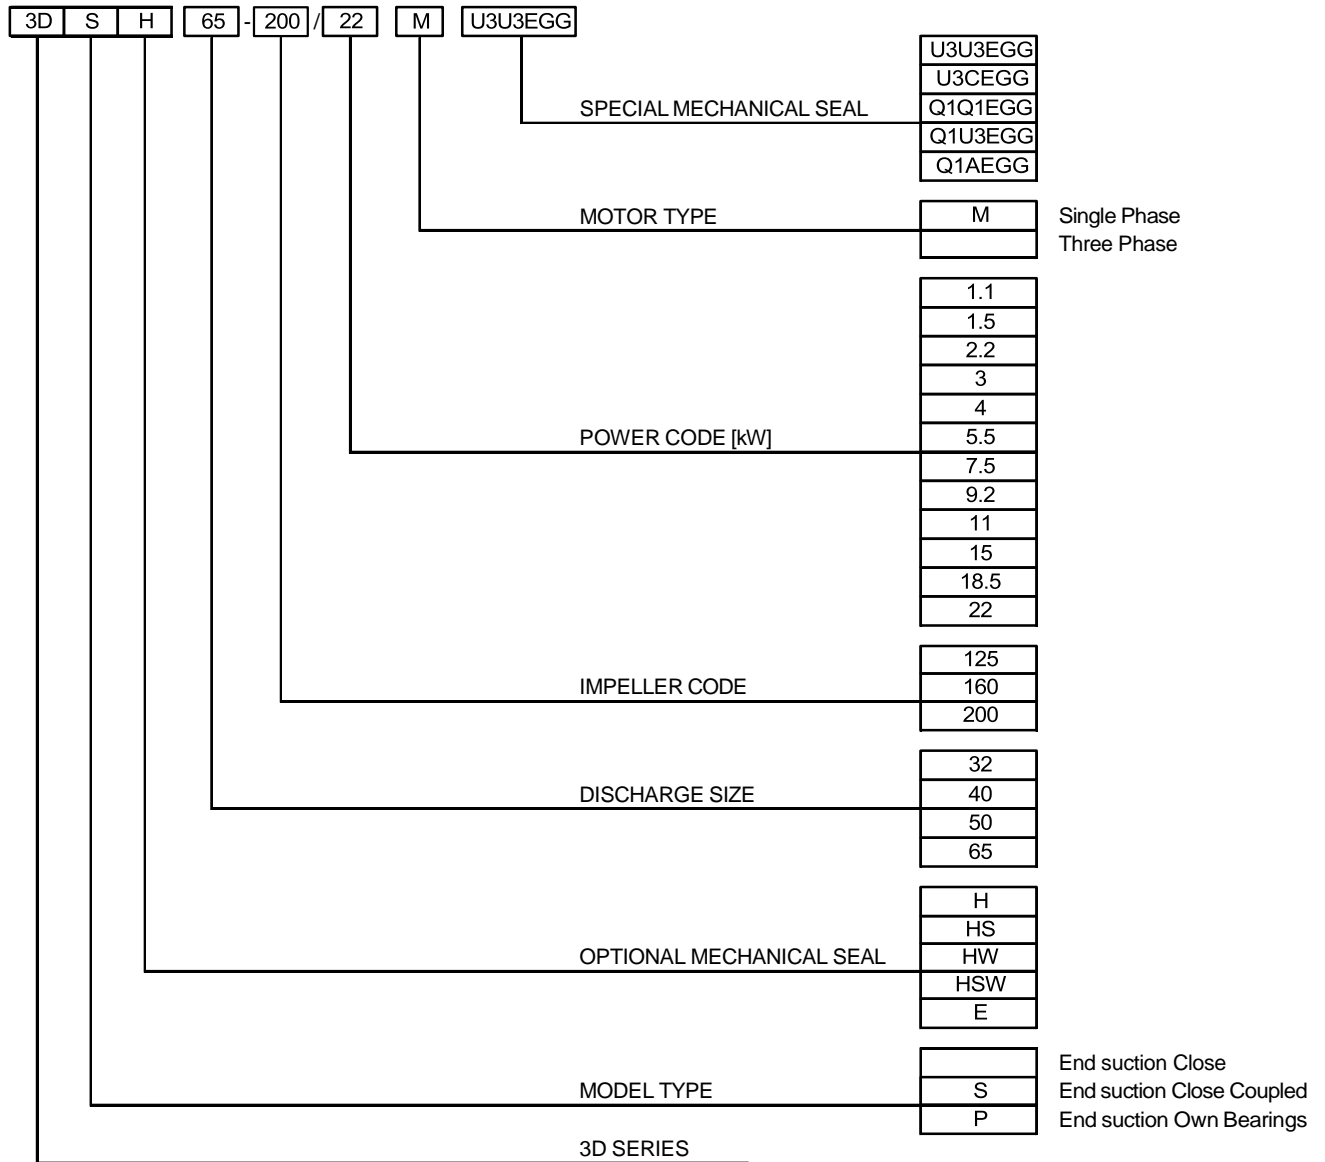 3D S H 65 - 200 / 22 M U3U3EGG
U3U3EGG
U3CEGG
SPECIAL MECHANICAL SEAL Q1Q1EGG
Q1U3EGG
Q1AEGG
MOTOR TYPE M Single Phase
Three Phase
1.1
1.5
2.2
3
4
POWER CODE [kW] 5.5
7.5
9.2
11
15
18.5
22
125
IMPELLER CODE 160
200
32
DISCHARGE SIZE 40
50
65
H
HS
OPTIONAL MECHANICAL SEAL HW
HSW
E
End suction Close
MODEL TYPE S End suction Close Coupled
P End suction Own Bearings
3D SERIES